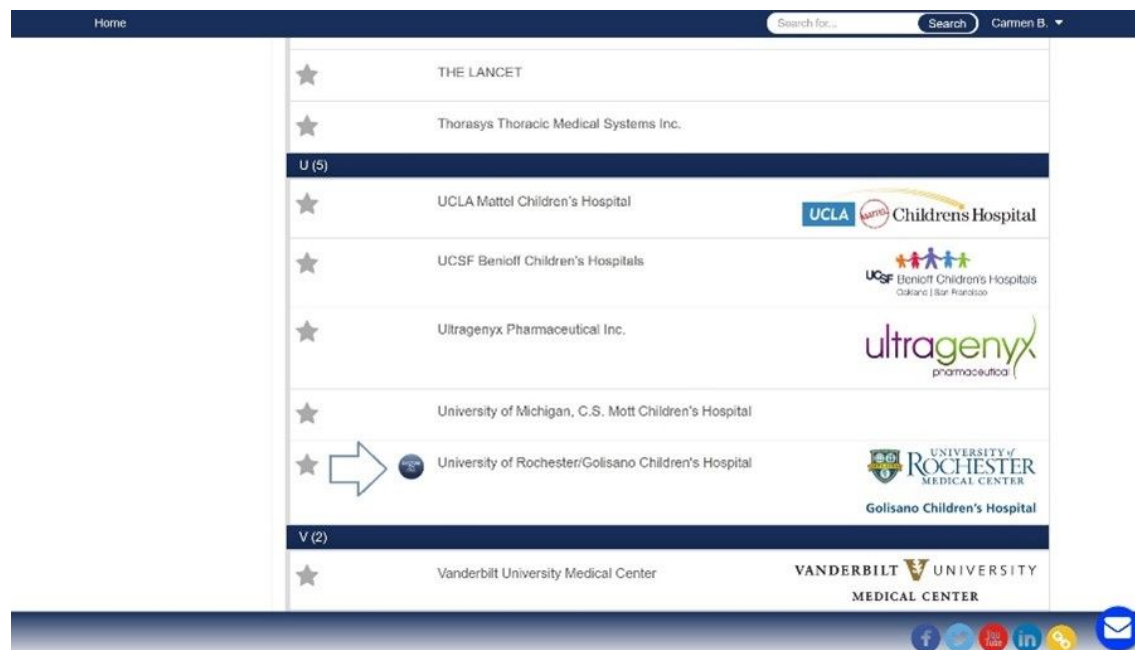 Home
Search for...
Search
Carmen B.
THE LANCET
Thorasys Thoracic Medical Systems Inc.
U (5)
UCLA Mattel Children's Hospital
UCLA
Childrens Hospital
UCSF Benioff Children's Hospitals
UCSF Benioff Children's Hospitals
Oakland | San Francisco
Ultragenyx Pharmaceutical Inc.
ultragenyx
pharmaceutical
University of Michigan, C.S. Mott Children's Hospital
University of Rochester/Golisano Children's Hospital
UNIVERSITY of
ROCHESTER
MEDICAL CENTER
Golisano Children's Hospital
V (2)
Vanderbilt University Medical Center
VANDERBILT UNIVERSITY
MEDICAL CENTER
You
Tube
in